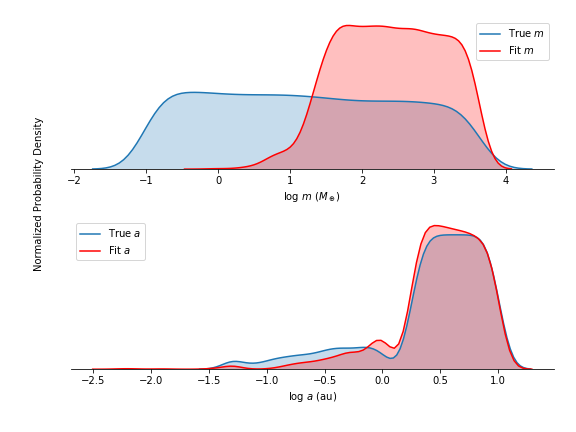 True m
Fit m
−2 −1 0 1 2 3 4
log m (M⊕)
Normalized Probability Density
True a
Fit a
−2.5 −2.0 −1.5 −1.0 −0.5 0.0 0.5 1.0
log a (au)